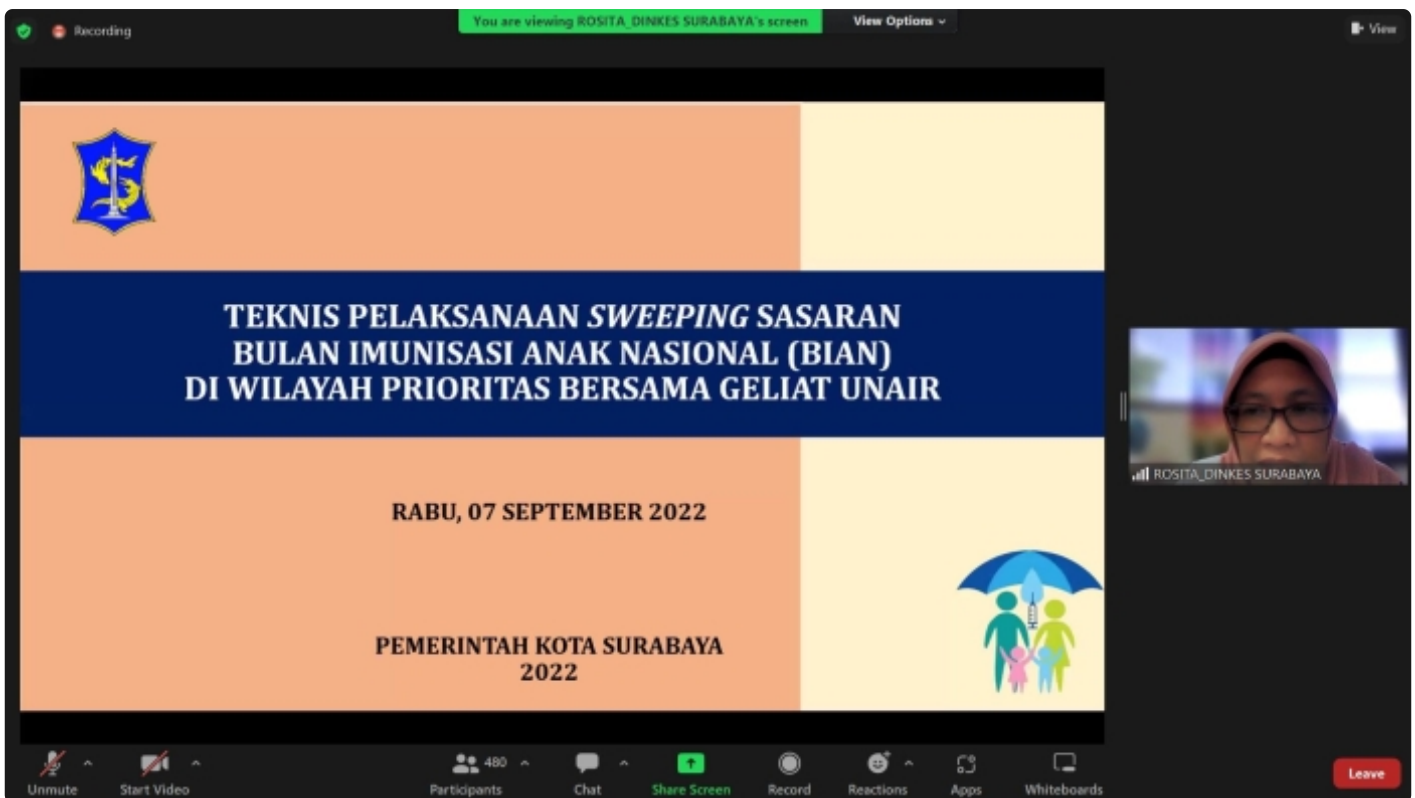 Recording
You are viewing ROSITA_DINKES SURABAYA's screen
View Options
View
TEKNIS PELAKSANAAN SWEEPING SASARAN
BULAN IMUNISASI ANAK NASIONAL (BIAN)
DI WILAYAH PRIORITAS BERSAMA GELIAT UNAIR
RABU, 07 SEPTEMBER 2022
PEMERINTAH KOTA SURABAYA
2022
ROSITA_DINKES SURABAYA
480
Unmute
Start Video
Participants
Chat
Share Screen
Record
Reactions
Apps
Whiteboards
Leave